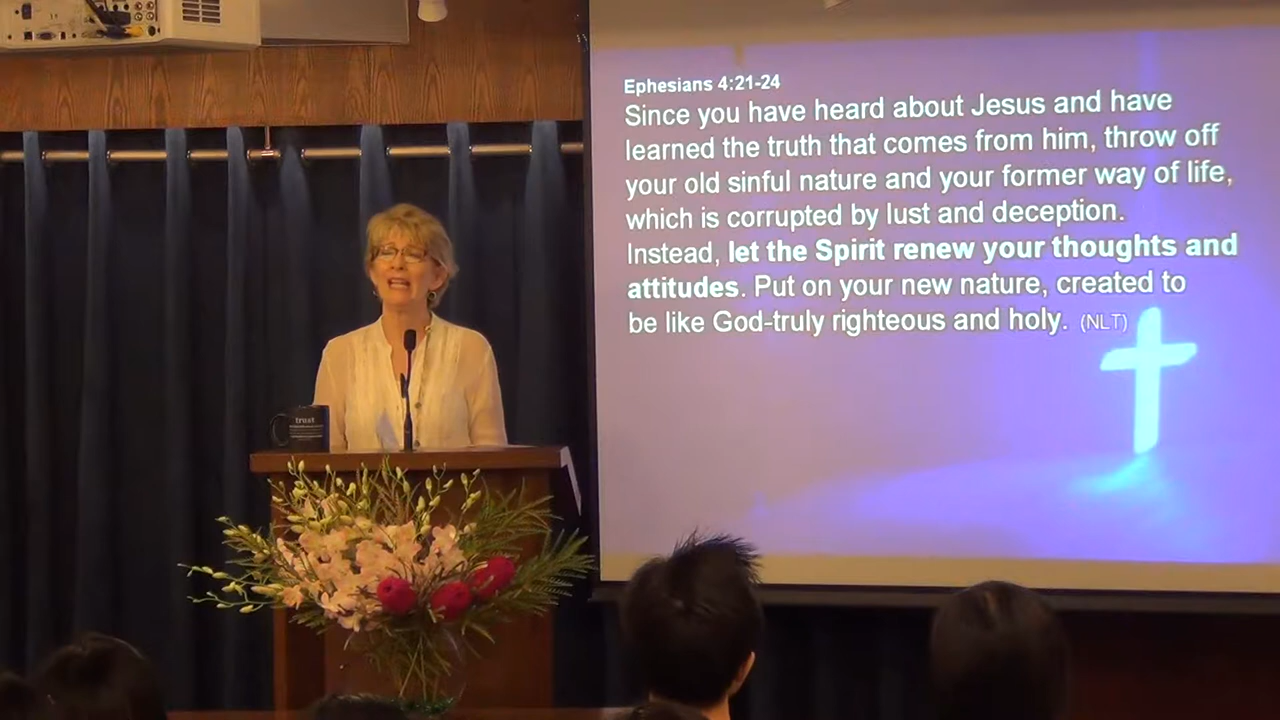 Ephesians 4:21-24
Since you have heard about Jesus and have
learned the truth that comes from him, throw off
your old sinful nature and your former way of life,
which is corrupted by lust and deception.
Instead, let the Spirit renew your thoughts and
attitudes. Put on your new nature, created to
be like God-truly righteous and holy. (NLT)
trust